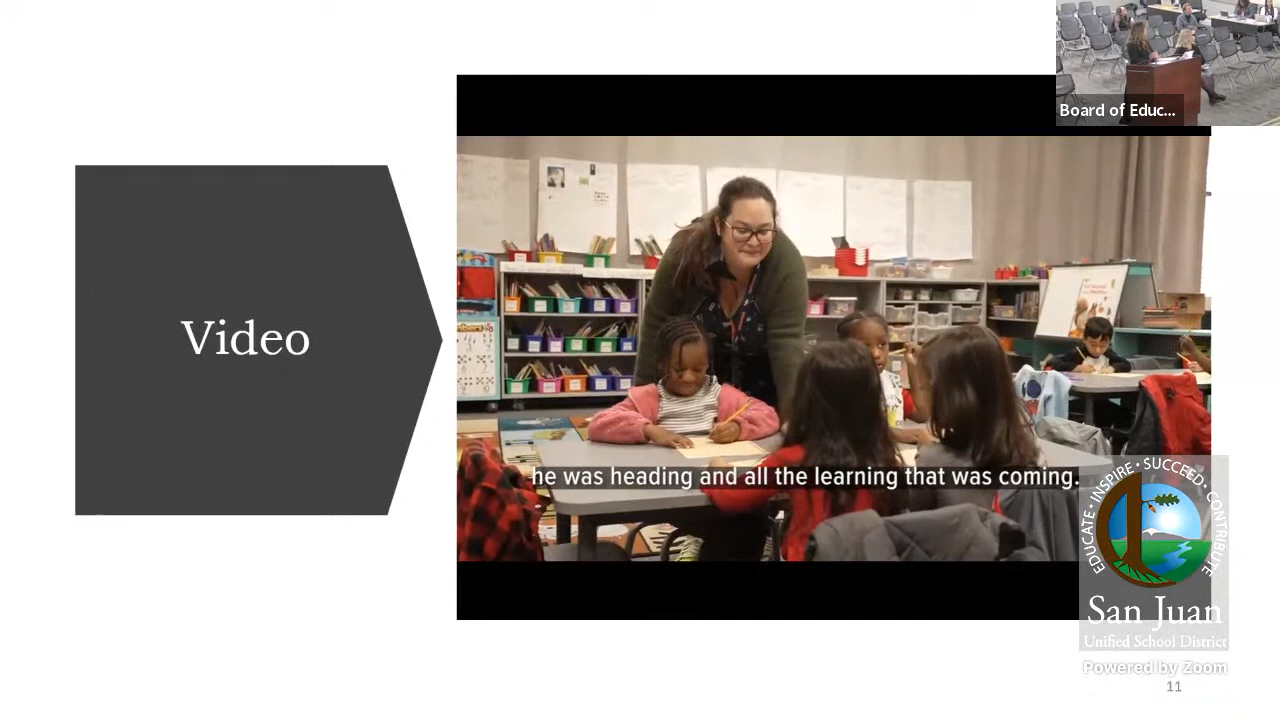 Board of Educ...
Video
he was heading and all the learning that was coming.
EDUCATE · INSPIRE · SUCCEED · CONTRIBUTE
San Juan
Unified School District
Powered by Zoom
11